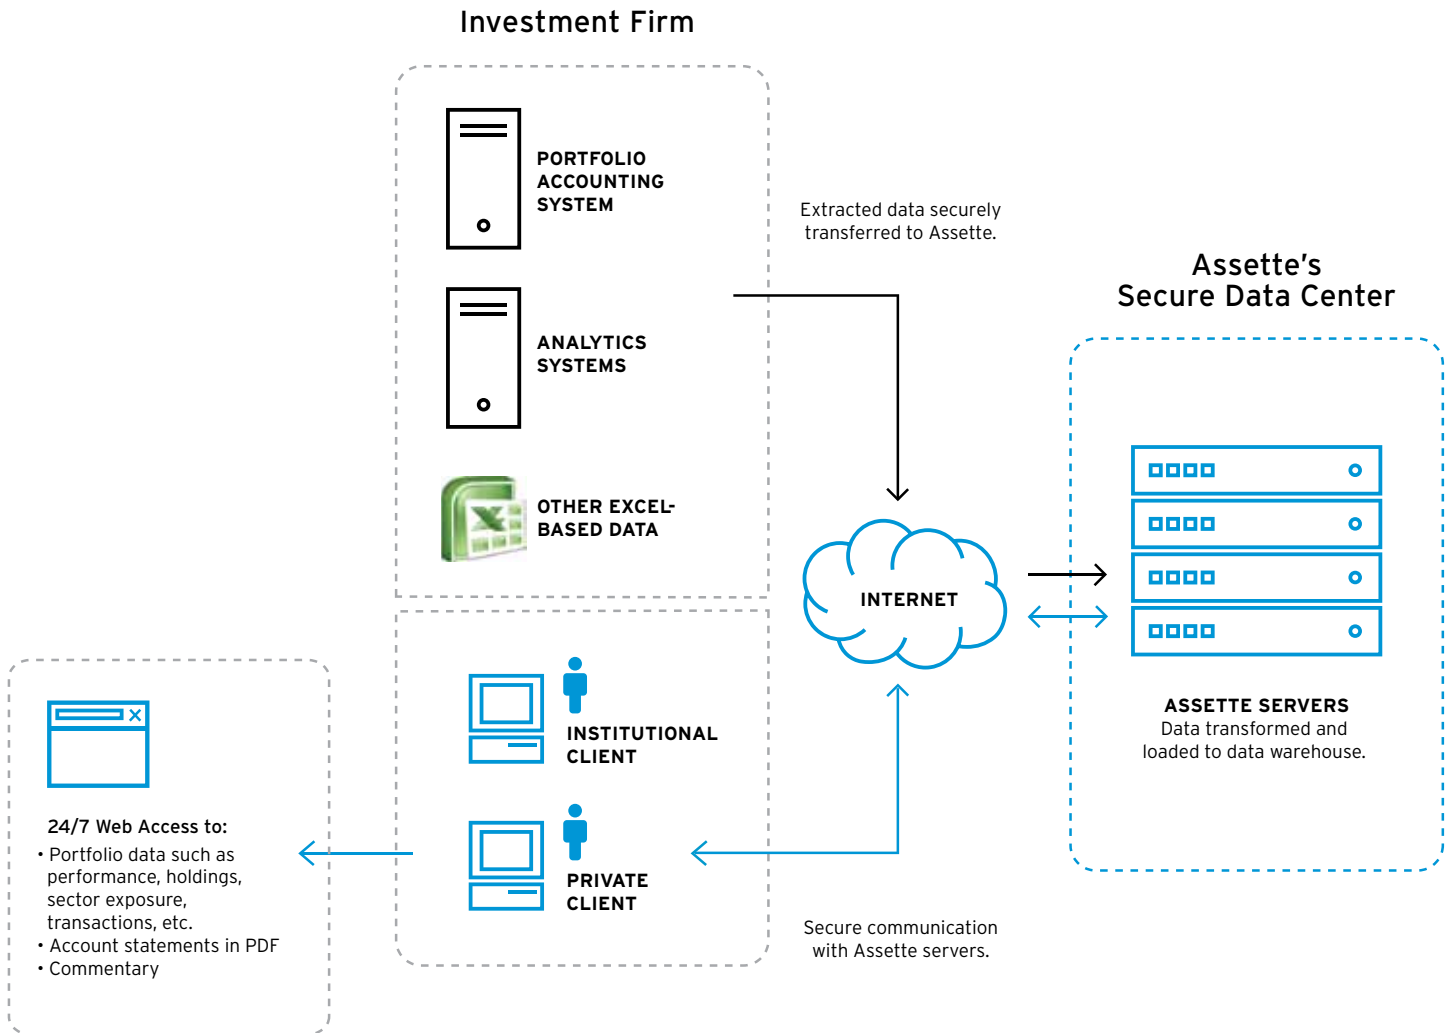 Investment Firm
PORTFOLIO
ACCOUNTING
SYSTEM
ANALYTICS
SYSTEMS
OTHER EXCEL-
BASED DATA
Extracted data securely
transferred to Assette.
Assette’s
Secure Data Center
INTERNET
ASSETTE SERVERS
Data transformed and
loaded to data warehouse.
INSTITUTIONAL
CLIENT
PRIVATE
CLIENT
Secure communication
with Assette servers.
24/7 Web Access to:
• Portfolio data such as
performance, holdings,
sector exposure,
transactions, etc.
• Account statements in PDF
• Commentary